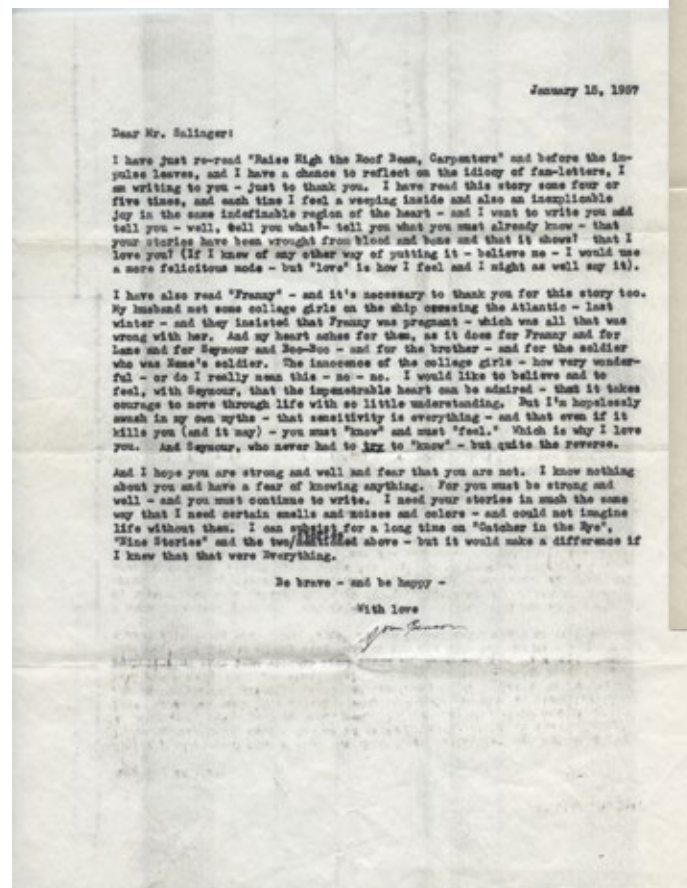 January 15, 1957
Dear Mr. Salinger:
I have just re-read "Raise High the Roof Beam, Carpenters" and before the im-
pulse leaves, and I have a chance to reflect on the idiocy of fan-letters, I
am writing to you - just to thank you. I have read this story some four or
five times, and each time I feel a weeping inside and also an inexplicable
joy in the same indefinable region of the heart - and I want to write you and
tell you - well, tell you what?- tell you what you must already know - that
your stories have been wrought from blood and bone and that it shows? that I
love you? (If I knew of any other way of putting it - believe me - I would use
a more felicitous mode - but "love" is how I feel and I might as well say it).
I have also read "Franny" - and it's necessary to thank you for this story too.
My husband met some college girls on the ship crossing the Atlantic - last
winter - and they insisted that Franny was pregnant - which was all that was
wrong with her. And my heart aches for them, as it does for Franny and for
Lane and for Seymour and Boo-Boo - and for the brother - and for the soldier
who was Esme's soldier. The innocence of the college girls - how very wonder-
ful - or do I really mean this - no - no. I would like to believe and to
feel, with Seymour, that the impenetrable heart can be admired - that it takes
courage to move through life with so little understanding. But I'm hopelessly
awash in my own myths - that sensitivity is everything - and that even if it
kills you (and it may) - you must "know" and must "feel." Which is why I love
you. And Seymour, who never had to try to "know" - but quite the reverse.
And I hope you are strong and well and fear that you are not. I know nothing
about you and have a fear of knowing anything. For you must be strong and
well - and you must continue to write. I need your stories in much the same
way that I need certain smells and noises and colors - and could not imagine
life without them. I can subsist for a long time on "Catcher in the Rye",
"Nine Stories" and the two/ above - but it would make a difference if
I knew that that were Everything.
Be brave - and be happy -
With love